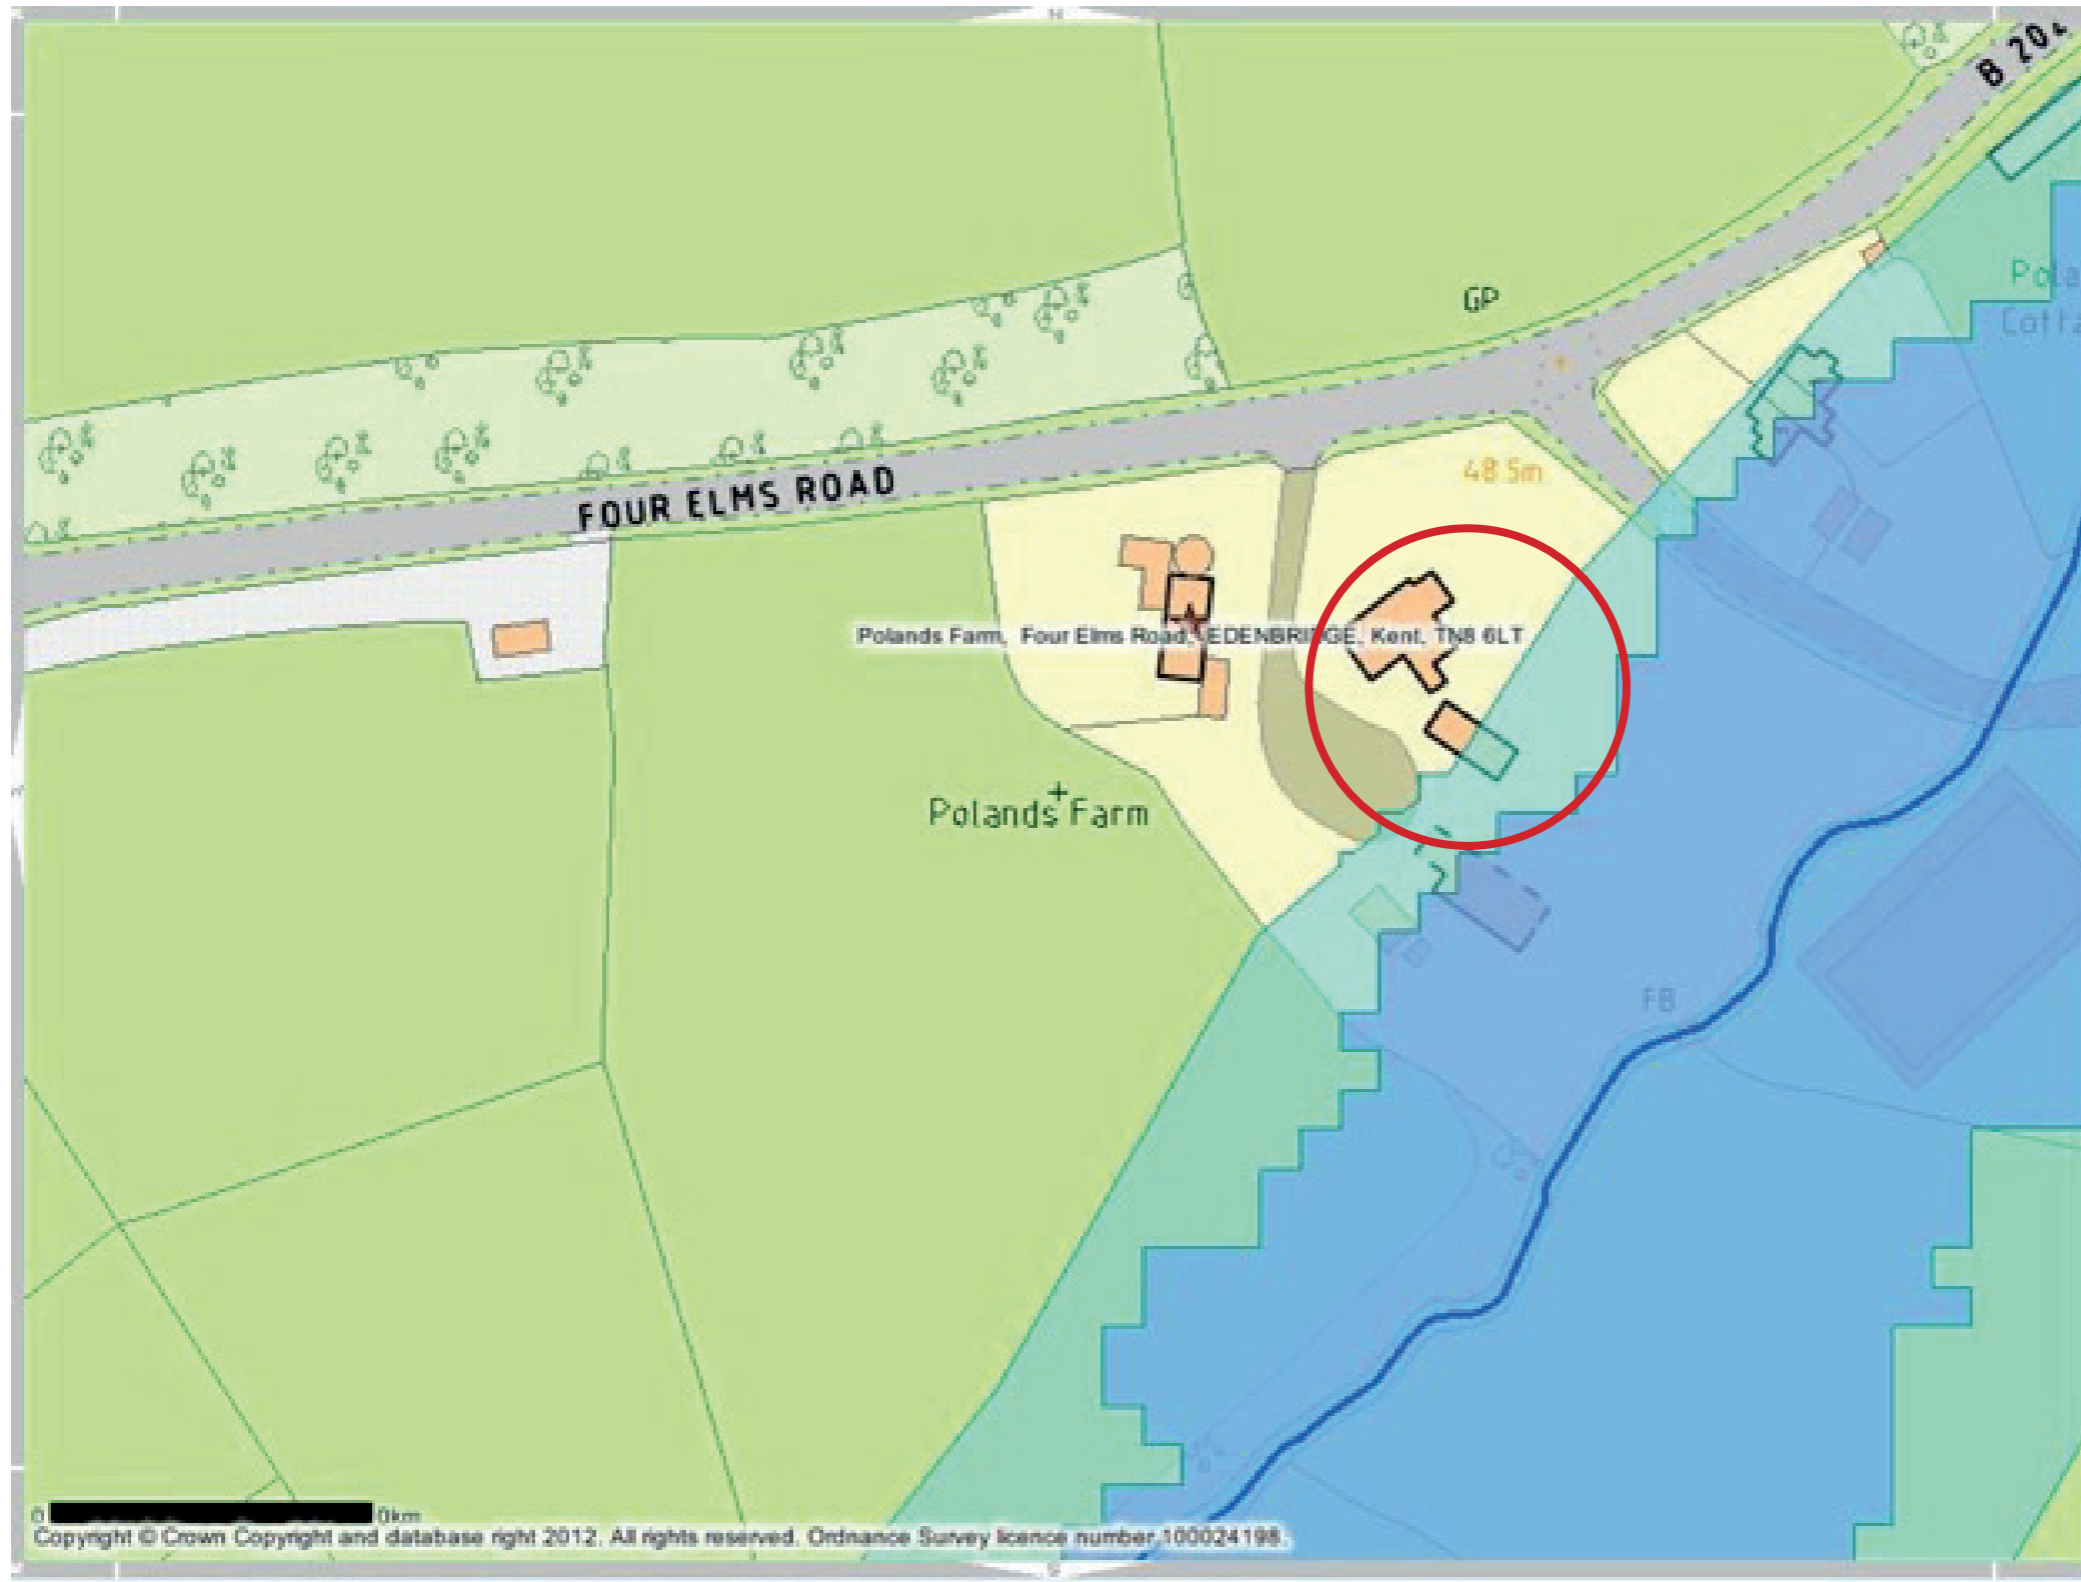 B 204
GP
48.5m
FOUR ELMS ROAD
Polands Farm, Four Elms Road, EDENBRIDGE, Kent, TN8 6LT
Polands Farm
FB
0 0km
Copyright © Crown Copyright and database right 2012. All rights reserved. Ordnance Survey licence number 100024198.